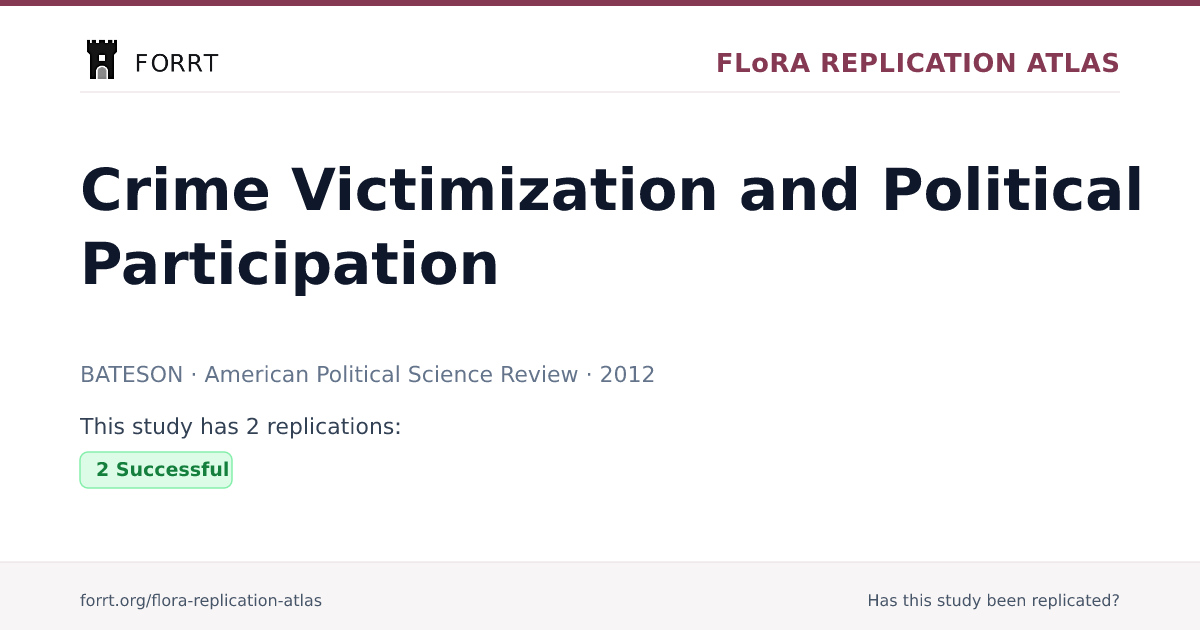 FORRT
FLoRA REPLICATION ATLAS
Crime Victimization and Political
Participation
BATESON · American Political Science Review · 2012
This study has 2 replications:
2 Successful
forrt.org/flora-replication-atlas
Has this study been replicated?